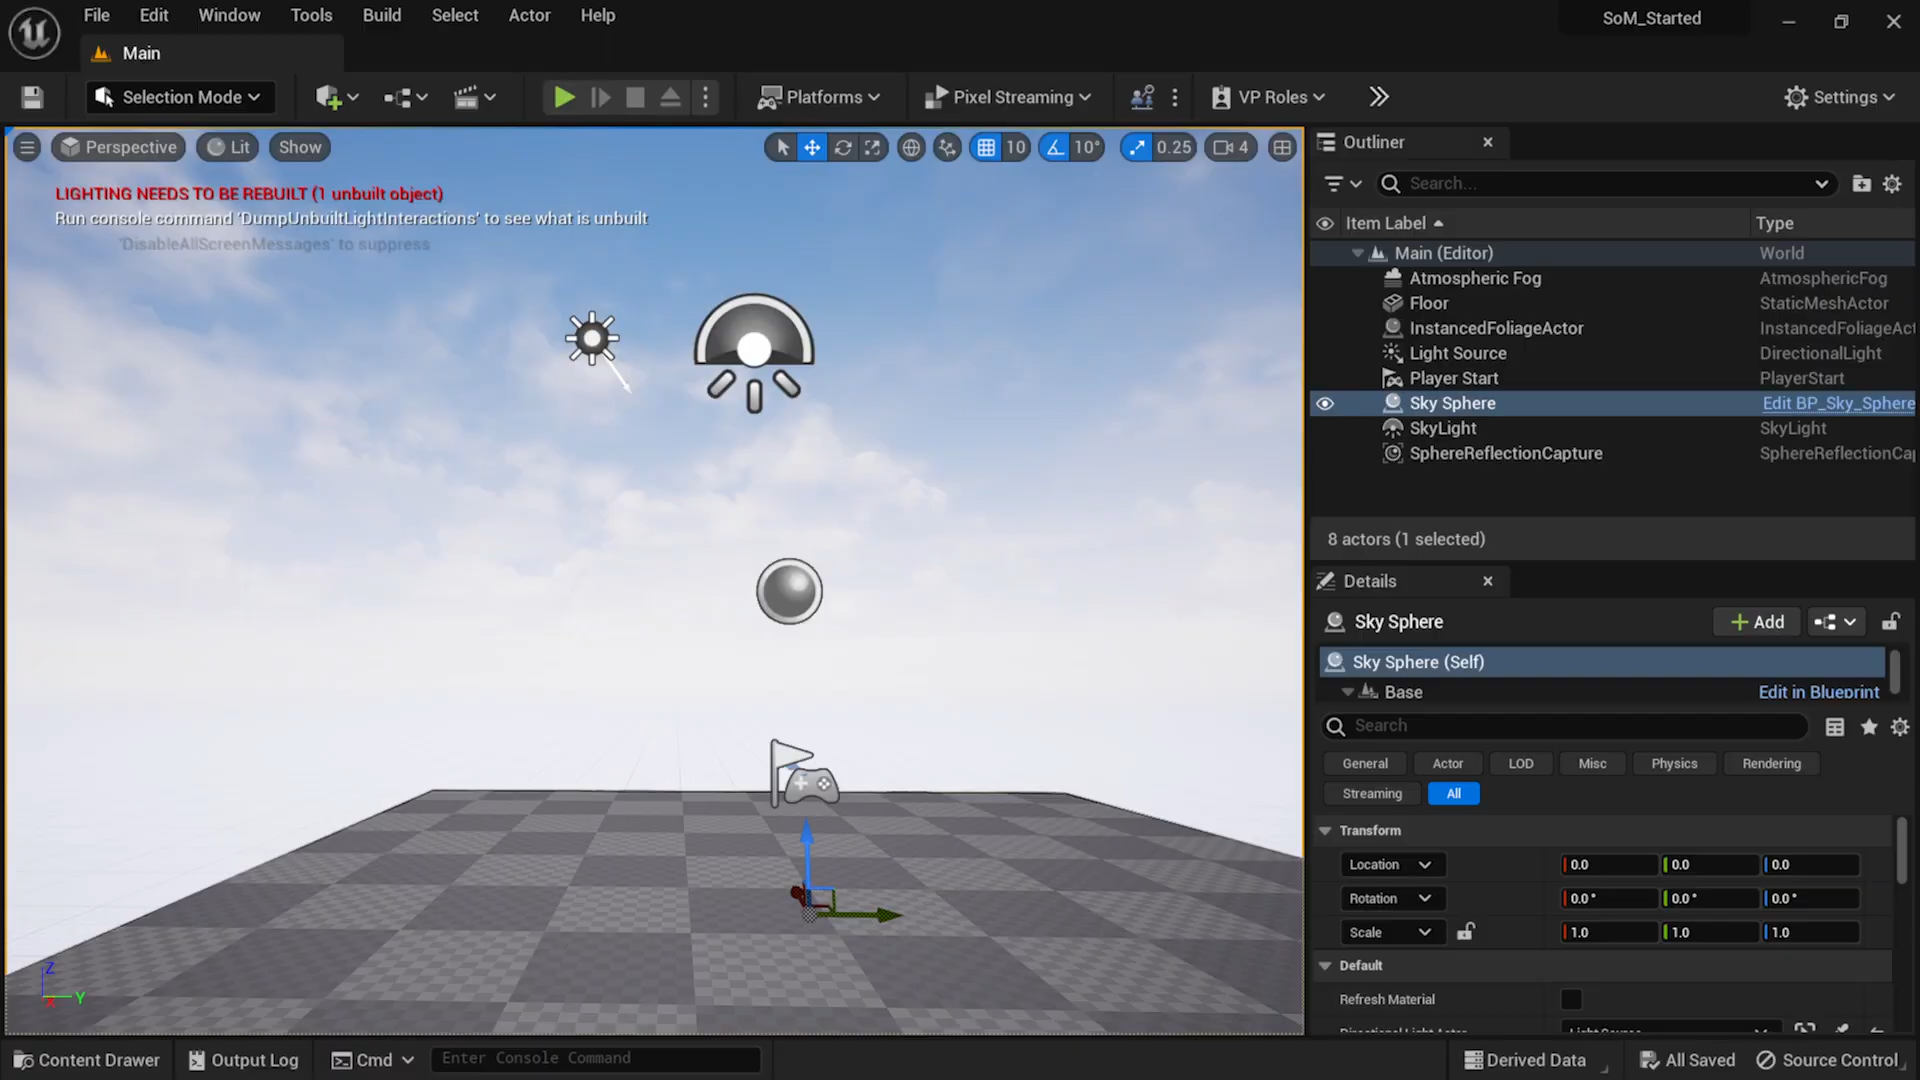 File Edit Window Tools Build Select Actor Help
SoM_Started
Main
Selection Mode
Platforms
Pixel Streaming
VP Roles
Settings
Perspective
Lit
Show
10
10°
0.25
4
LIGHTING NEEDS TO BE REBUILT (1 unbuilt object)
Run console command 'DumpUnbuiltLightInteractions' to see what is unbuilt
'DisableAllScreenMessages' to suppress
Z
X
Y
Outliner
Search...
Item Label Type
Main (Editor) World
Atmospheric Fog AtmosphericFog
Floor StaticMeshActor
InstancedFoliageActor InstancedFoliageAct
Light Source DirectionalLight
Player Start PlayerStart
Sky Sphere Edit BP_Sky_Sphere
SkyLight SkyLight
SphereReflectionCapture SphereReflectionCap
8 actors (1 selected)
Details
Sky Sphere
Add
Sky Sphere (Self)
Base Edit in Blueprint
Search
General Actor LOD Misc Physics Rendering
Streaming All
Transform
Location 0.0 0.0 0.0
Rotation 0.0° 0.0° 0.0°
Scale 1.0 1.0 1.0
Default
Refresh Material
Directional Light Actor Light Source
Content Drawer Output Log Cmd Enter Console Command Derived Data All Saved Source Control